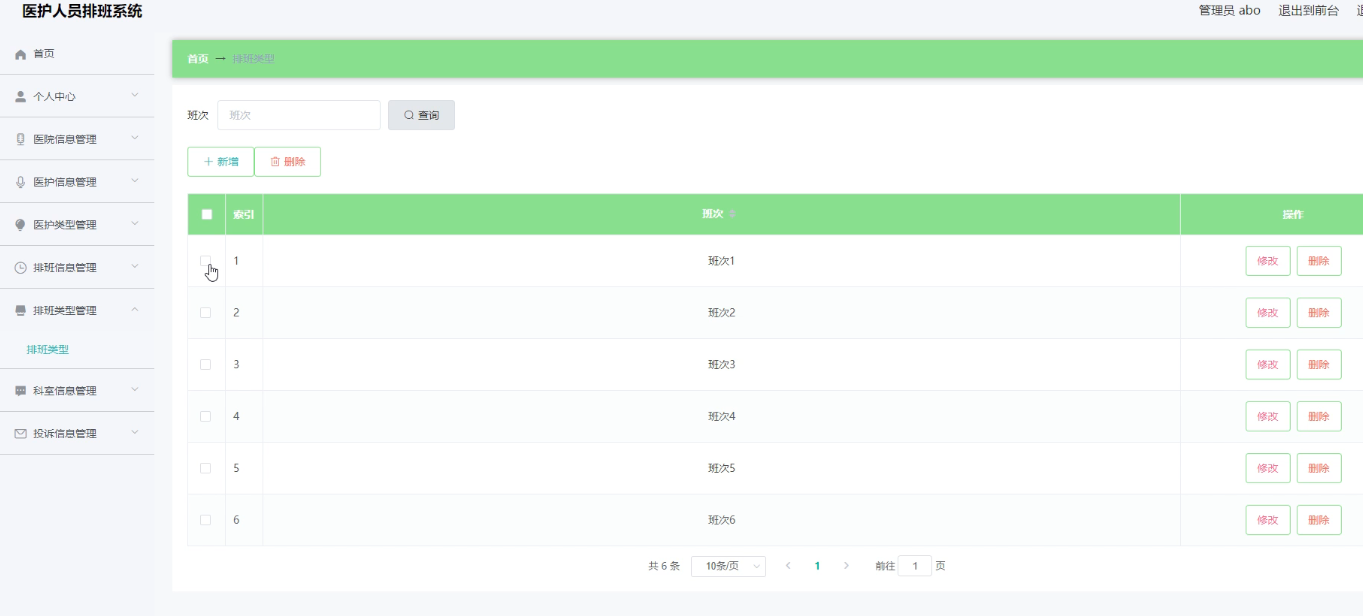 医护人员排班系统
管理员 abo 退出到前台
首页
个人中心
医院信息管理
医护信息管理
医护类型管理
排班信息管理
排班类型管理
排班类型
科室信息管理
投诉信息管理
首页 → 排班类型
班次 班次 查询
新增 删除
索引 班次 操作
1 班次1 修改 删除
2 班次2 修改 删除
3 班次3 修改 删除
4 班次4 修改 删除
5 班次5 修改 删除
6 班次6 修改 删除
共 6 条 10条/页 1 前往 1 页